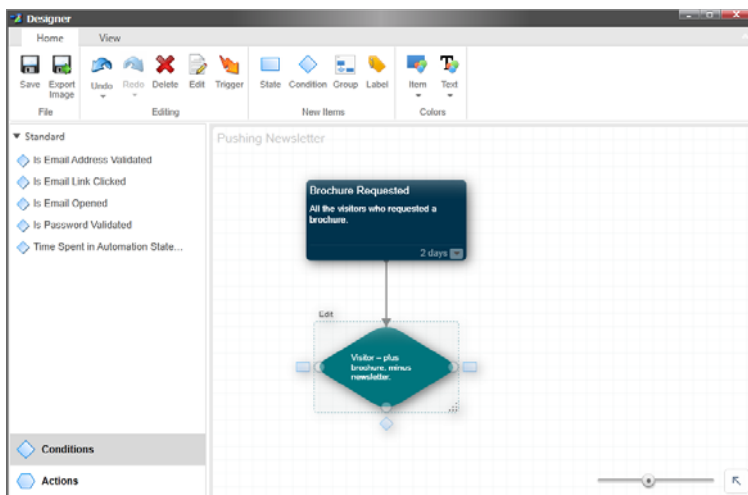 Designer
Home View
Save Export Image Undo Redo Delete Edit Trigger State Condition Group Label Item Text
File Editing New Items Colors
Standard
Is Email Address Validated
Is Email Link Clicked
Is Email Opened
Is Password Validated
Time Spent in Automation State...
Conditions
Actions
Pushing Newsletter
Brochure Requested
All the visitors who requested a
brochure.
2 days
Edit
Visitor – plus
brochure, minus
newsletter.